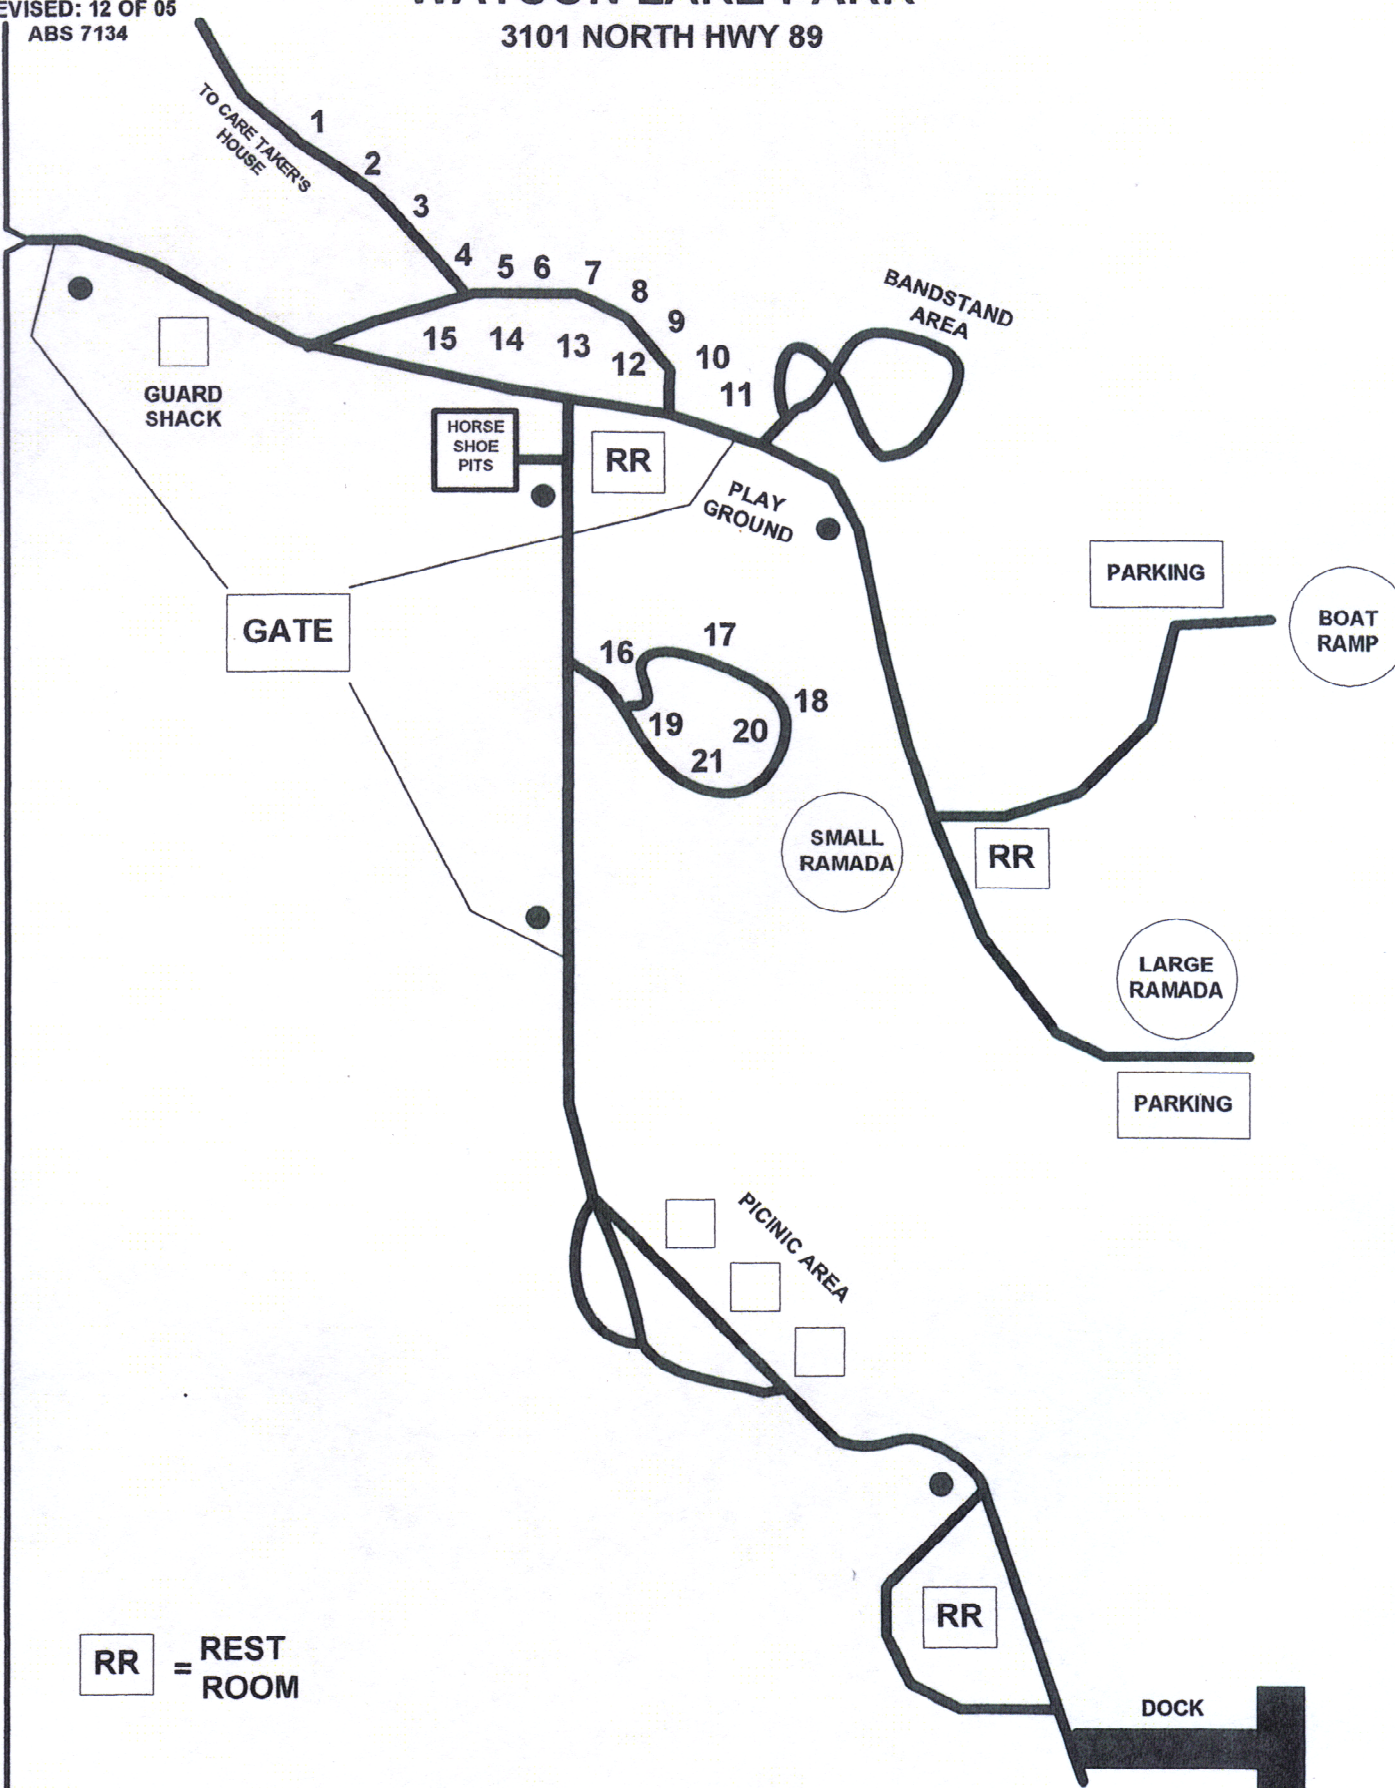 EVISED: 12 OF 05
ABS 7134
WATSON LAKE PARK
3101 NORTH HWY 89
TO CARE TAKER'S
HOUSE
1
2
3
4
5
6
7
8
9
10
11
12
13
14
15
BANDSTAND
AREA
GUARD
SHACK
HORSE
SHOE
PITS
RR
PLAY
GROUND
GATE
PARKING
BOAT
RAMP
16
17
18
19
20
21
SMALL
RAMADA
RR
LARGE
RAMADA
PARKING
PICINIC AREA
RR
RR = REST
ROOM
DOCK